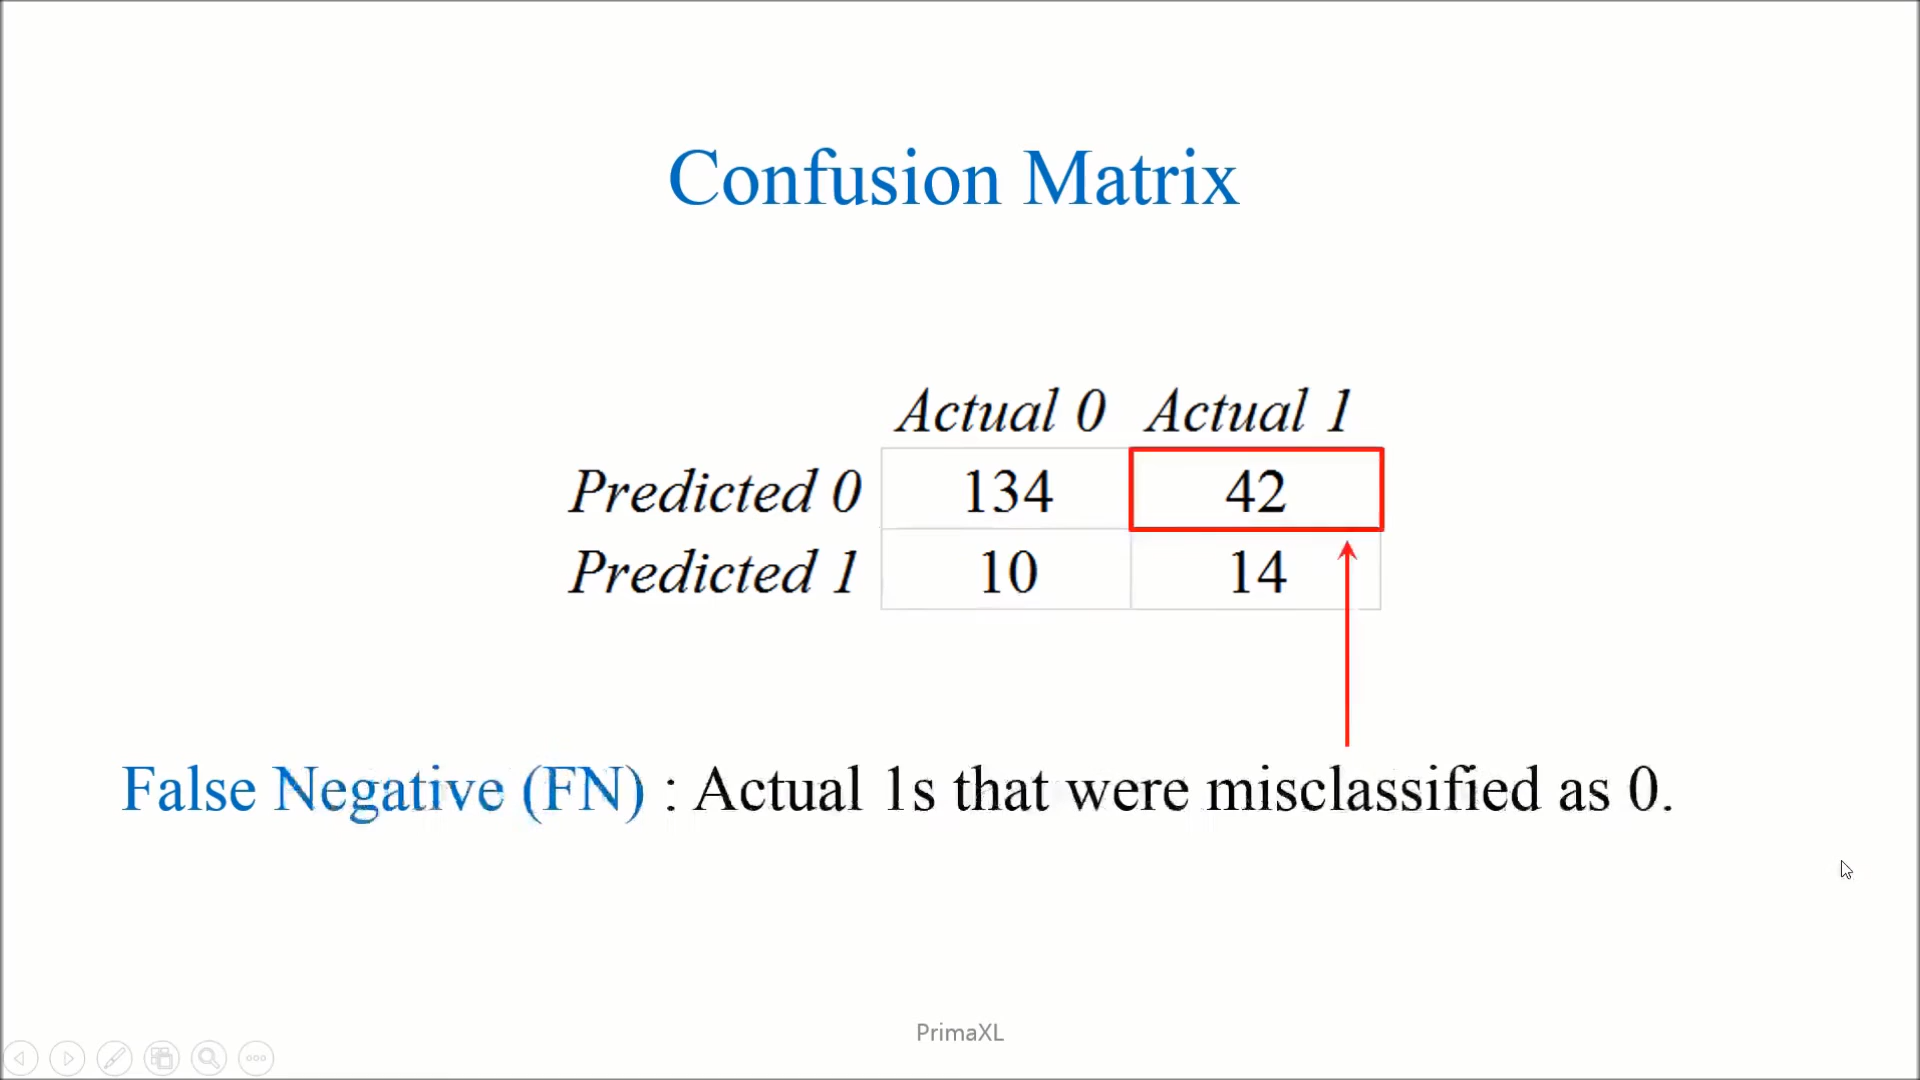 Confusion Matrix
Actual 0 Actual 1
Predicted 0 134 42
Predicted 1 10 14
False Negative (FN) : Actual 1s that were misclassified as 0.
PrimaXL